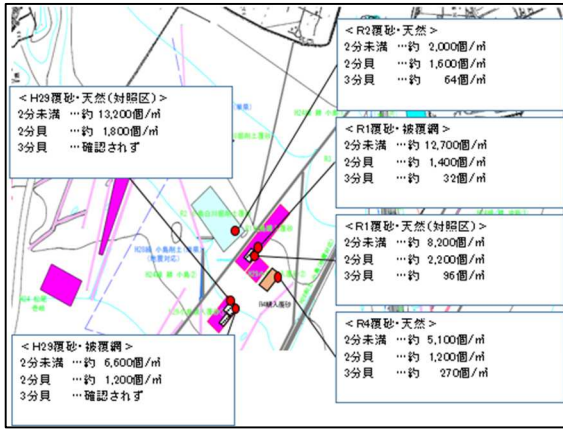 ＜R2覆砂・天然＞
2分未満 …約 2,000個/㎡
2分貝 …約 1,600個/㎡
3分貝 …約 64個/㎡
＜H29覆砂・天然(対照区)＞
2分未満 …約 13,200個/㎡
2分貝 …約 1,800個/㎡
3分貝 …確認されず
＜R1覆砂・被覆網＞
2分未満 …約 12,700個/㎡
2分貝 …約 1,400個/㎡
3分貝 …約 32個/㎡
＜R1覆砂・天然(対照区)＞
2分未満 …約 8,200個/㎡
2分貝 …約 2,200個/㎡
3分貝 …約 96個/㎡
＜R4覆砂・天然＞
2分未満 …約 5,100個/㎡
2分貝 …約 1,200個/㎡
3分貝 …約 270個/㎡
＜H29覆砂・被覆網＞
2分未満 …約 6,600個/㎡
2分貝 …約 1,200個/㎡
3分貝 …確認されず